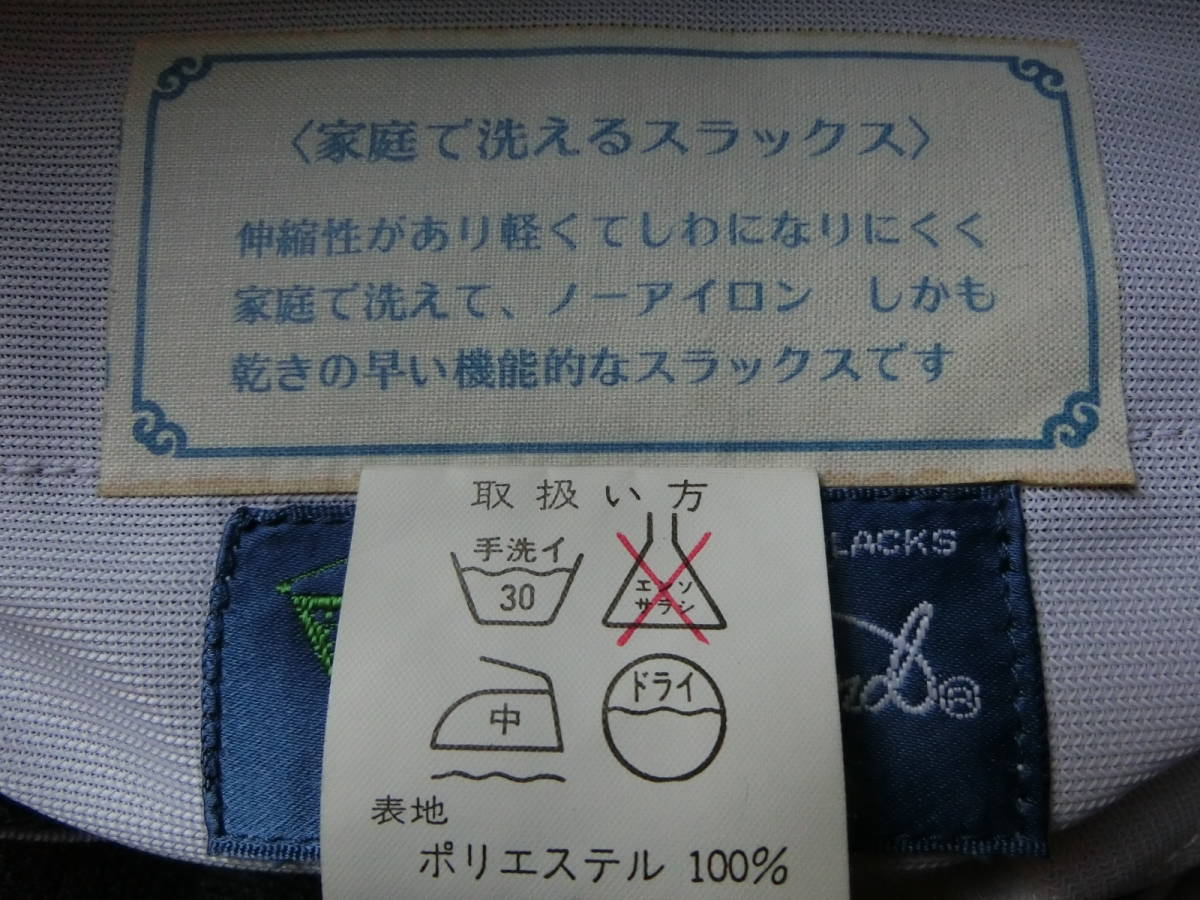 〈家庭で洗えるスラックス〉
伸縮性があり軽くてしわになりにくく
家庭で洗えて、ノーアイロン　しかも
乾きの早い機能的なスラックスです
取扱い方
手洗イ
30
エンソ
サラシ
中
ドライ
表地
ポリエステル 100%
LACKS
®